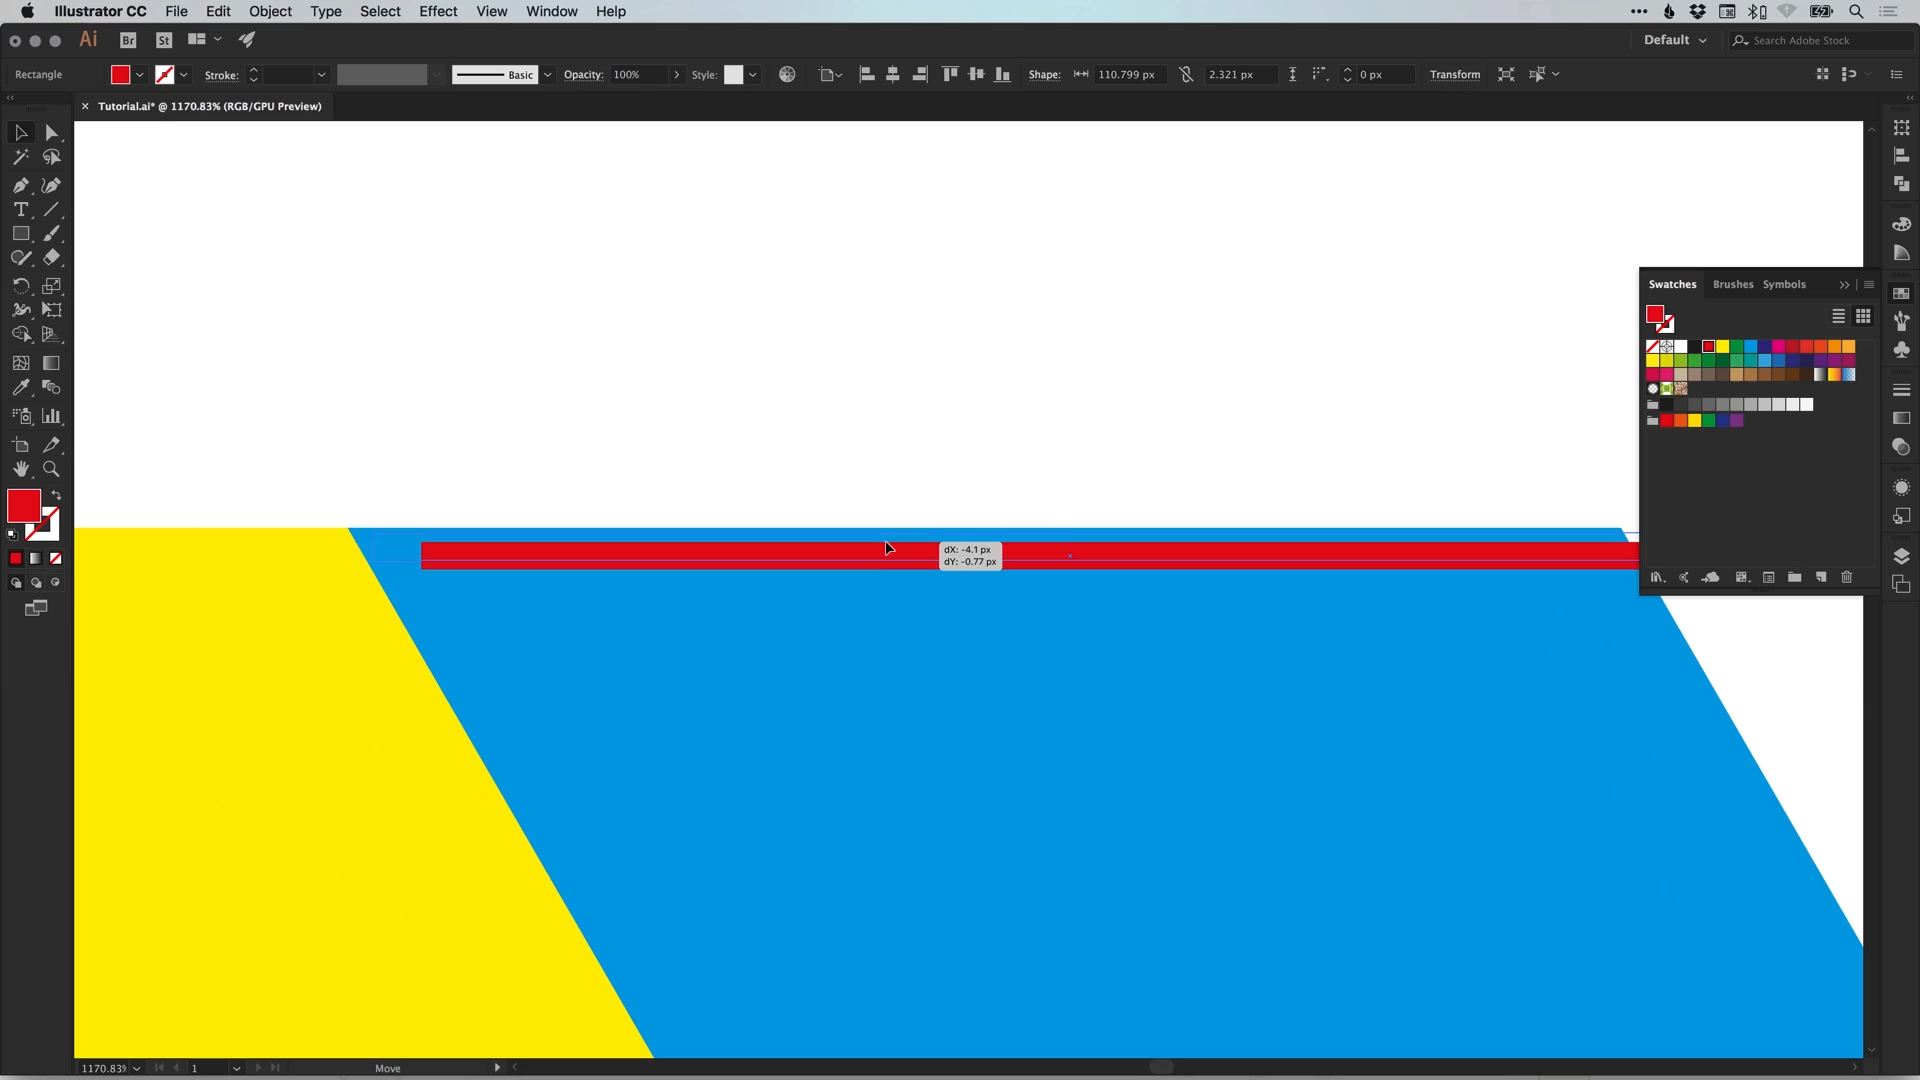 Illustrator CC File Edit Object Type Select Effect View Window Help
Ai Br St Default Search Adobe Stock
Rectangle Stroke: Basic Opacity: 100% Style: Shape: 110.799 px 2.321 px 0 px Transform
× Tutorial.ai* @ 1170.83% (RGB/GPU Preview)
Swatches Brushes Symbols
dX: -4.1 px
dY: -0.77 px
1170.83% 1 Move